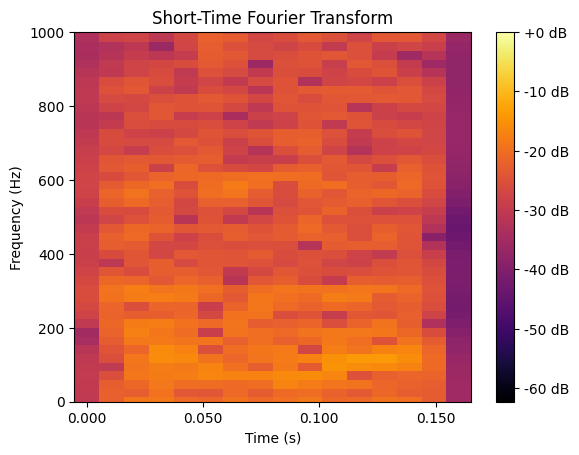 Short-Time Fourier Transform
1000
800
600
400
200
0
Frequency (Hz)
0.000
0.050
0.100
0.150
Time (s)
+0 dB
-10 dB
-20 dB
-30 dB
-40 dB
-50 dB
-60 dB